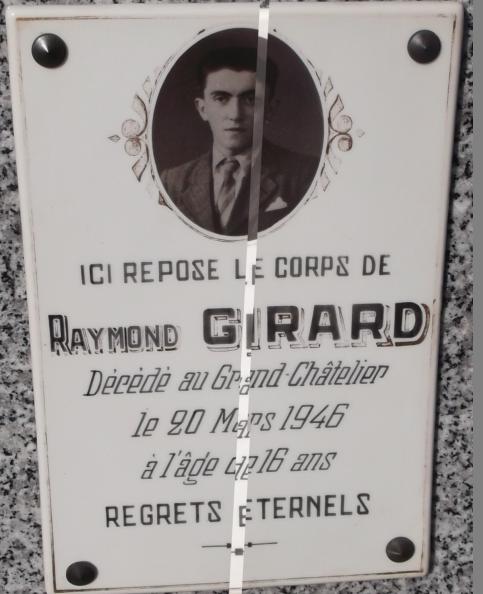 ICI REPOSE LE CORPS DE
RAYMOND GIRARD
Décédé au Grand-Châtelier
le 20 Mars 1946
à l'âge de 16 ans
REGRETS ETERNELS